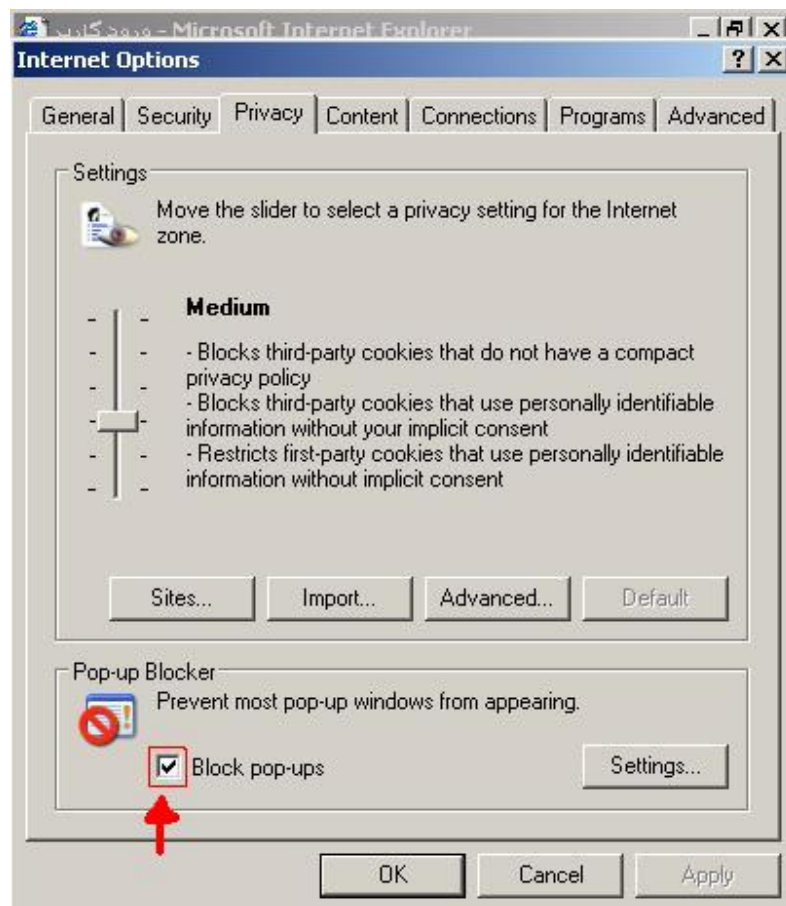 ورود کاربر - Microsoft Internet Explorer
Internet Options
General Security Privacy Content Connections Programs Advanced
Settings
Move the slider to select a privacy setting for the Internet
zone.
Medium
- Blocks third-party cookies that do not have a compact
privacy policy
- Blocks third-party cookies that use personally identifiable
information without your implicit consent
- Restricts first-party cookies that use personally identifiable
information without implicit consent
Sites... Import... Advanced... Default
Pop-up Blocker
Prevent most pop-up windows from appearing.
Block pop-ups Settings...
OK Cancel Apply